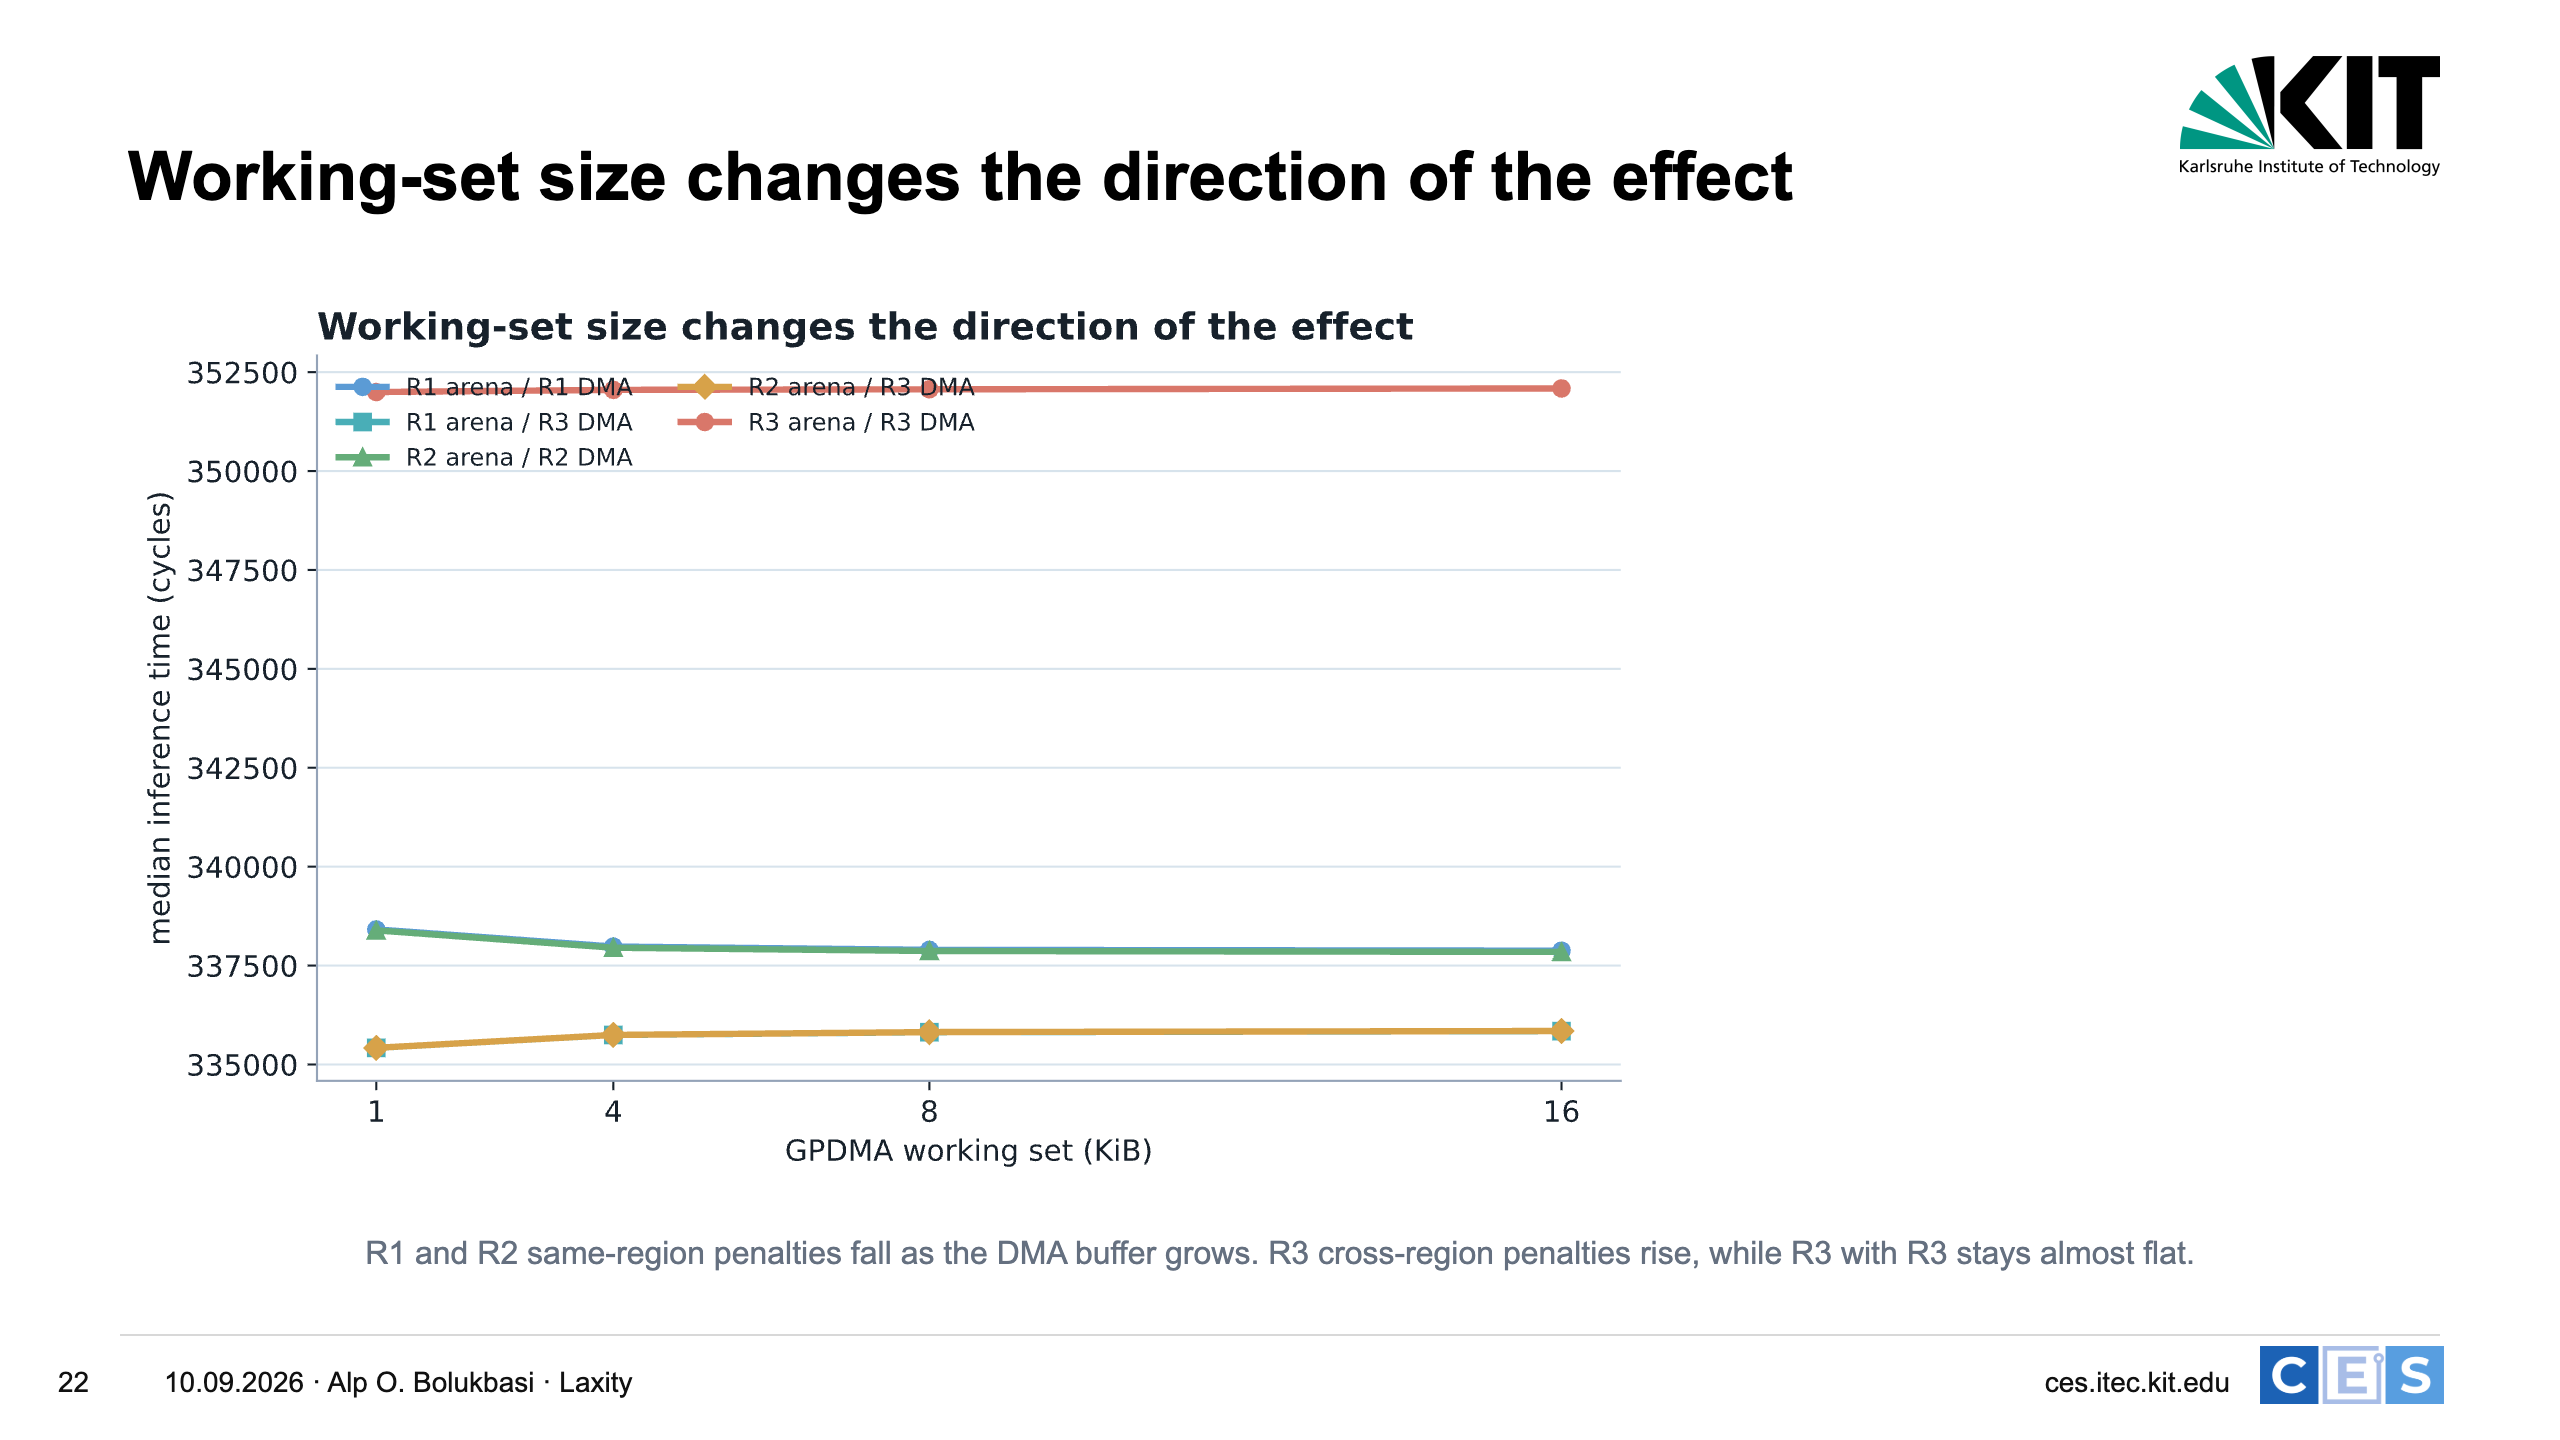 KIT
Karlsruhe Institute of Technology
Working-set size changes the direction of the effect
Working-set size changes the direction of the effect
R1 arena / R1 DMA
R1 arena / R3 DMA
R2 arena / R2 DMA
R2 arena / R3 DMA
R3 arena / R3 DMA
median inference time (cycles)
352500
350000
347500
345000
342500
340000
337500
335000
1 4 8 16
GPDMA working set (KiB)
R1 and R2 same-region penalties fall as the DMA buffer grows. R3 cross-region penalties rise, while R3 with R3 stays almost flat.
22 10.09.2026 · Alp O. Bolukbasi · Laxity ces.itec.kit.edu CES